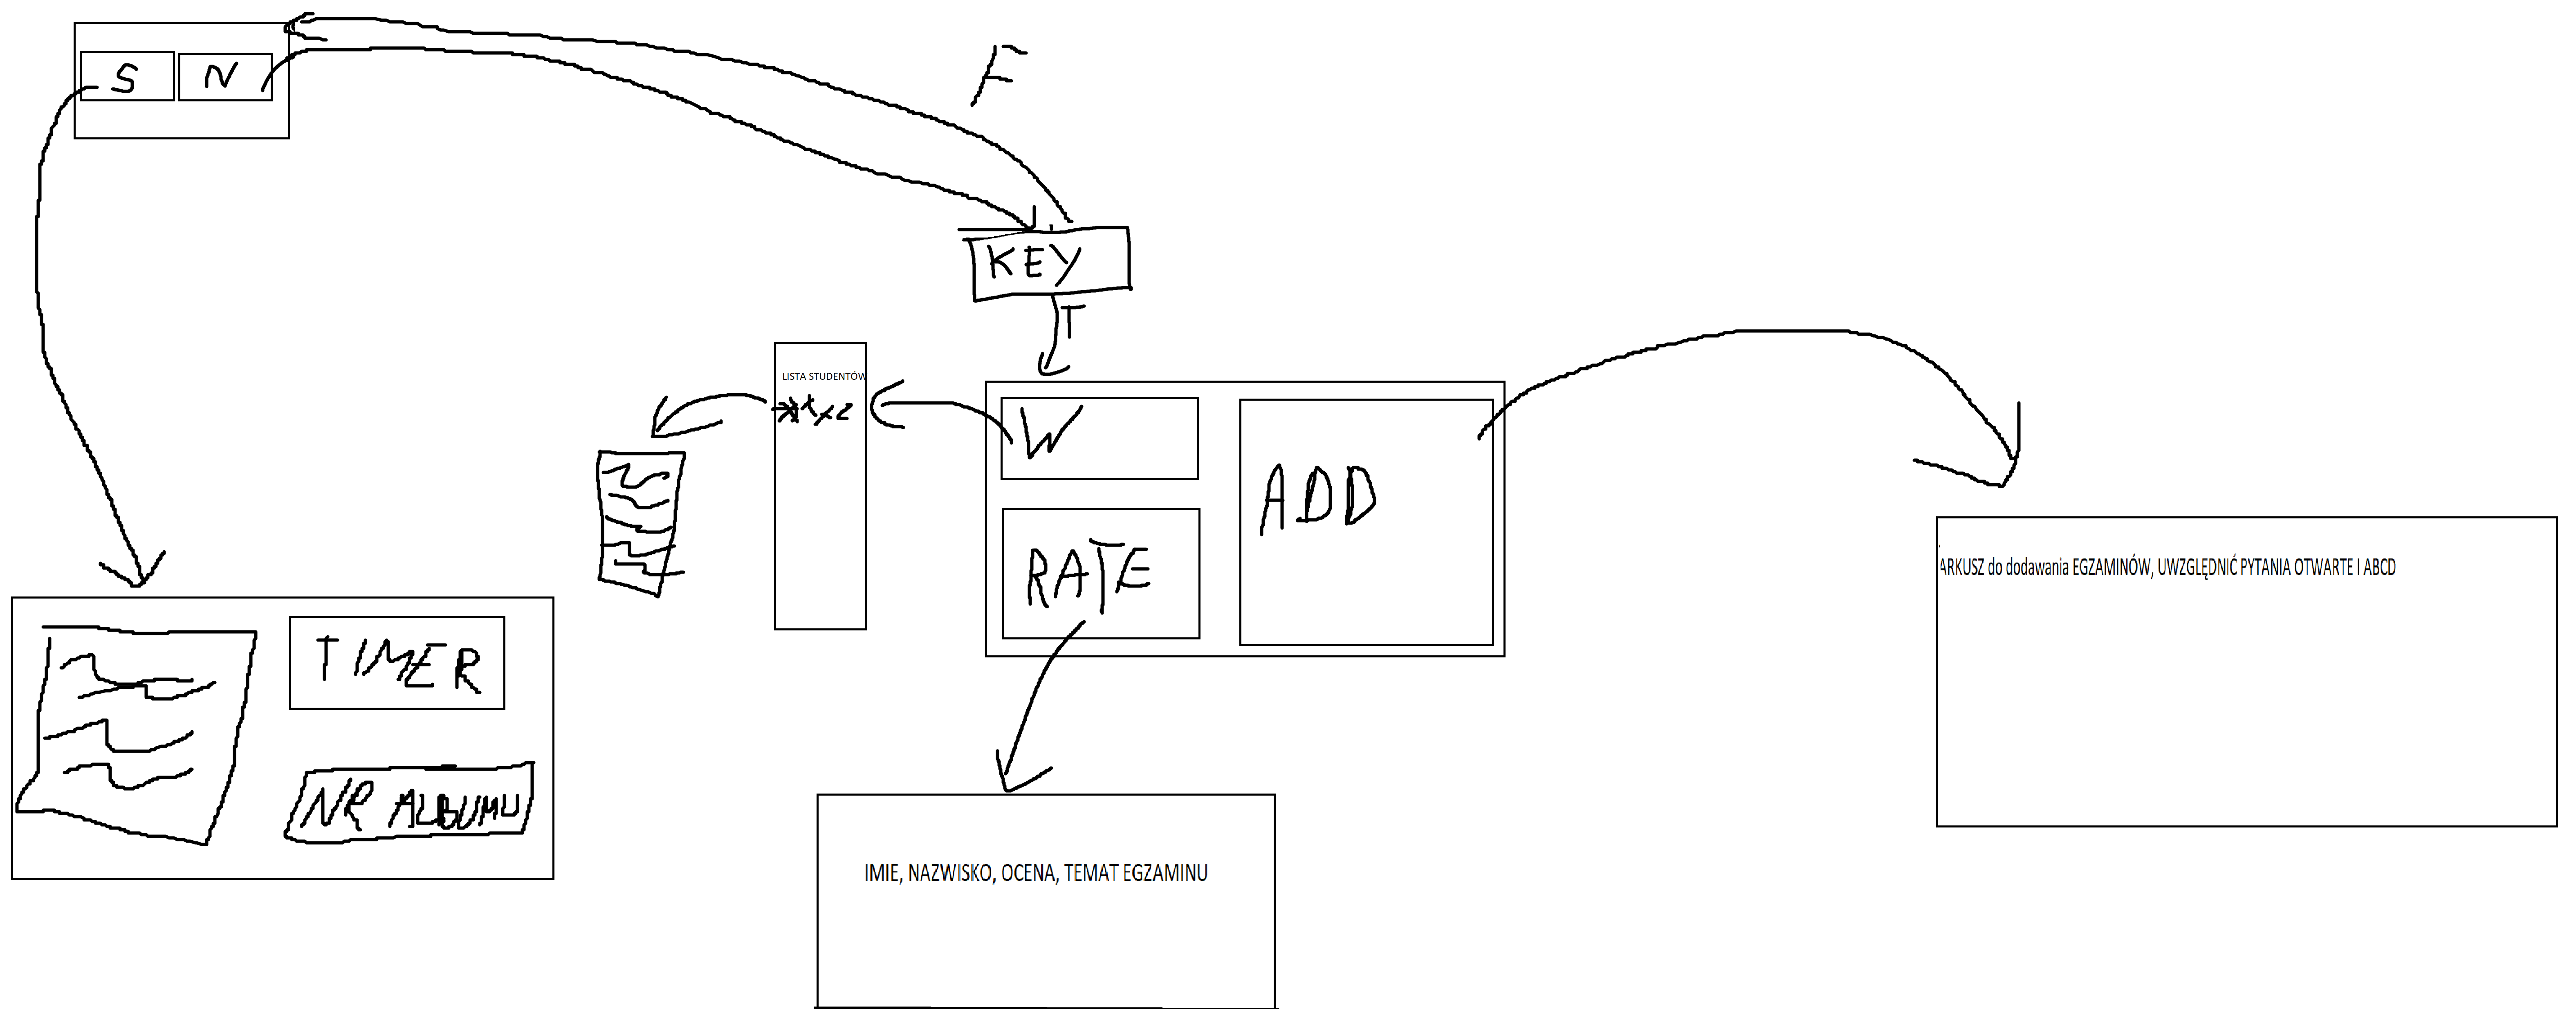 S N
F
KEY
T
LISTA STUDENTÓW
W
ADD
RATE
ARKUSZ do dodawania EGZAMINÓW, UWZGLĘDNIĆ PYTANIA OTWARTE I ABCD
TIMER
NR ALBUMU
IMIE, NAZWISKO, OCENA, TEMAT EGZAMINU